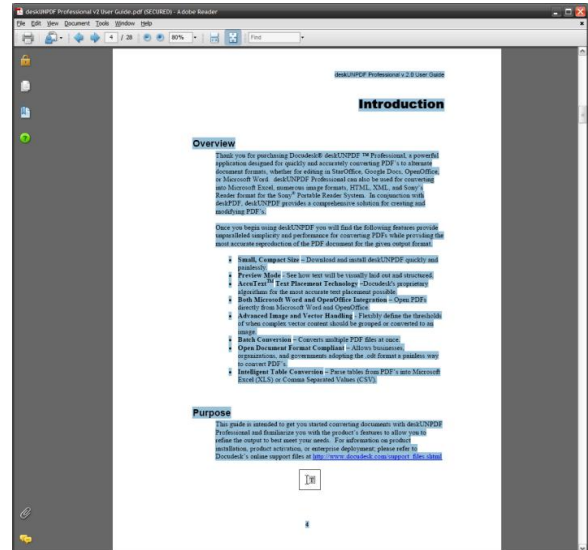 deskUNPDF Professional v2 User Guide.pdf (SECURED) - Adobe Reader
File Edit View Document Tools Window Help
4 / 28 80% Find
deskUNPDF Professional v.2.0 User Guide
Introduction
Overview
Thank you for purchasing Docudesk® deskUNPDF ™ Professional, a powerful
application designed for quickly and accurately converting PDF's to alternate
document formats, whether for editing in StarOffice, Google Docs, OpenOffice,
or Microsoft Word. deskUNPDF Professional can also be used for converting
into Microsoft Excel, numerous image formats, HTML, XML, and Sony's
Reader format for the Sony® Portable Reader System. In conjunction with
deskPDF, deskUNPDF provides a comprehensive solution for creating and
modifying PDF's.
Once you begin using deskUNPDF you will find the following features provide
unparalleled simplicity and performance for converting PDFs while providing the
most accurate reproduction of the PDF document for the given output format.
• Small, Compact Size – Download and install deskUNPDF quickly and
painlessly.
• Preview Mode - See how text will be visually laid out and structured.
• AccuText™ Text Placement Technology –Docudesk's proprietary
algorithms for the most accurate text placement possible.
• Both Microsoft Word and OpenOffice Integration – Open PDFs
directly from Microsoft Word and OpenOffice.
• Advanced Image and Vector Handling - Flexibly define the thresholds
of when complex vector content should be grouped or converted to an
image.
• Batch Conversion – Converts multiple PDF files at once.
• Open Document Format Compliant – Allows businesses,
organizations, and governments adopting the .odt format a painless way
to convert PDF's.
• Intelligent Table Conversion – Parse tables from PDF's into Microsoft
Excel (XLS) or Comma Separated Values (CSV).
Purpose
This guide is intended to get you started converting documents with deskUNPDF
Professional and familiarize you with the product's features to allow you to
refine the output to best meet your needs. For information on product
installation, product activation, or enterprise deployment, please refer to
Docudesk's online support files at http://www.docudesk.com/support_files.shtml
4